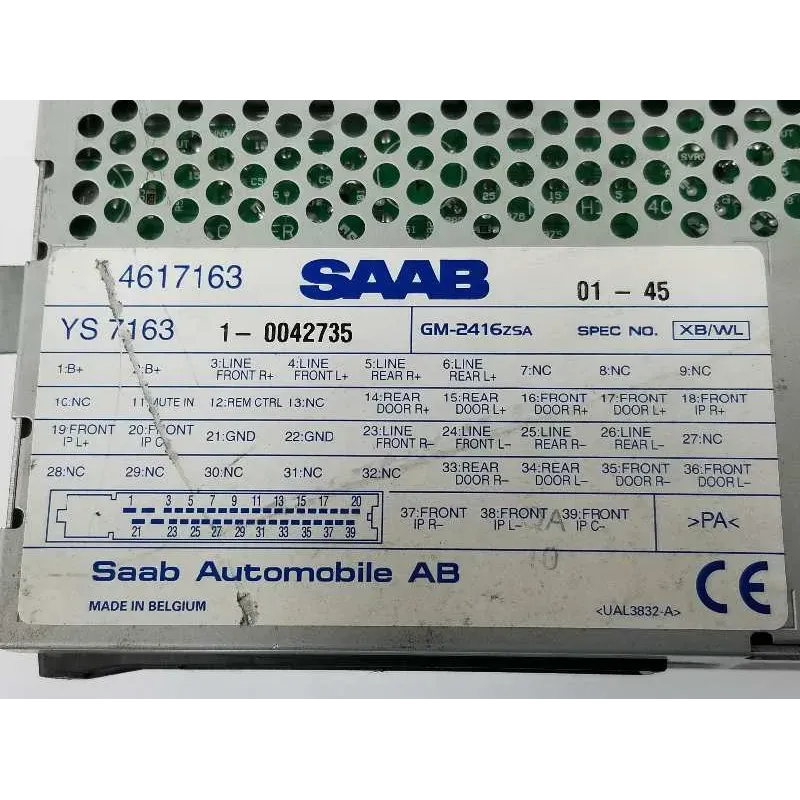 4617163 SAAB 01 - 45
YS 7163 1 - 0042735 GM-2416ZSA SPEC NO. XB/WL
1:B+ 2:B+ 3:LINE FRONT R+ 4:LINE FRONT L+ 5:LINE REAR R+ 6:LINE REAR L+ 7:NC 8:NC 9:NC
10:NC 11:MUTE IN 12:REM CTRL 13:NC 14:REAR DOOR R+ 15:REAR DOOR L+ 16:FRONT DOOR R+ 17:FRONT DOOR L+ 18:FRONT IP R+
19:FRONT IP L+ 20:FRONT IP C+ 21:GND 22:GND 23:LINE FRONT R- 24:LINE FRONT L- 25:LINE REAR R- 26:LINE REAR L- 27:NC
28:NC 29:NC 30:NC 31:NC 32:NC 33:REAR DOOR R- 34:REAR DOOR L- 35:FRONT DOOR R- 36:FRONT DOOR L-
1 3 5 7 9 11 13 15 17 20
21 23 25 27 29 31 33 35 37 39
37:FRONT IP R- 38:FRONT IP L- 39:FRONT IP C- >PA<
Saab Automobile AB
MADE IN BELGIUM <UAL3832-A> CE